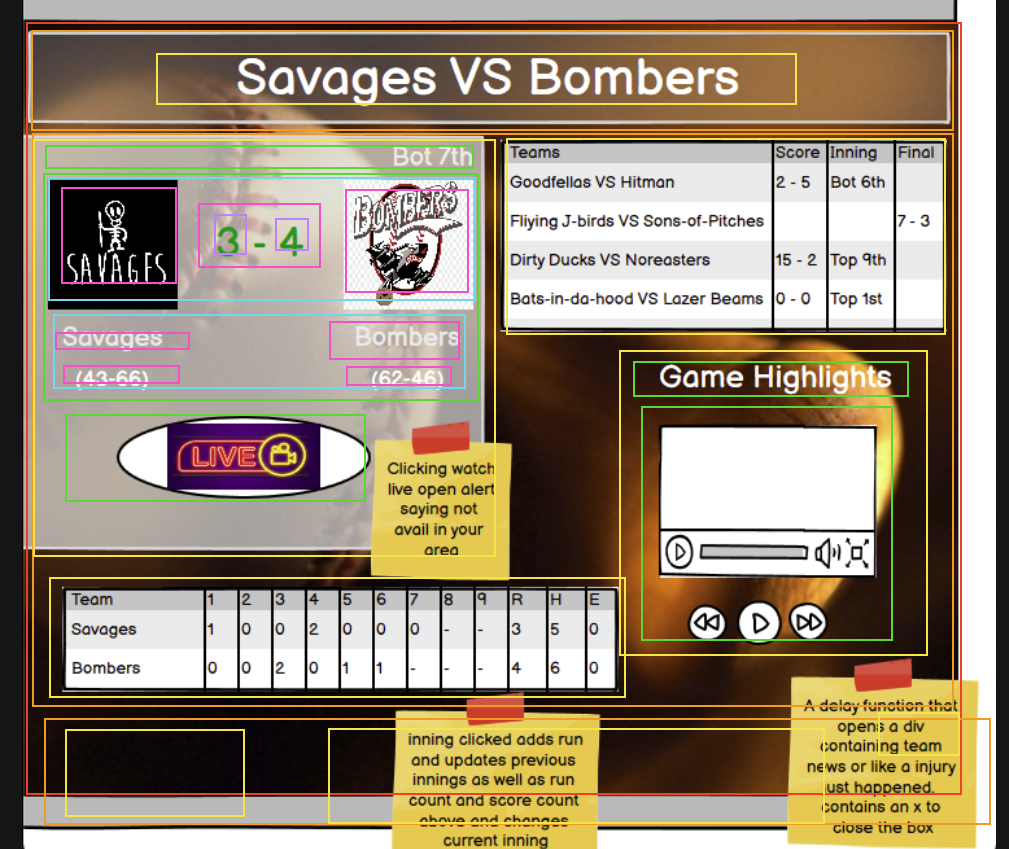 Savages VS Bombers
Bot 7th
SAVAGES
3 - 4
BOMBERS
Savages
Bombers
(43-66)
(62-46)
LIVE
Clicking watch
live open alert
saying not
avail in your
area
Teams Score Inning Final
Goodfellas VS Hitman 2 - 5 Bot 6th
Fliying J-birds VS Sons-of-Pitches 7 - 3
Dirty Ducks VS Noreasters 15 - 2 Top 9th
Bats-in-da-hood VS Lazer Beams 0 - 0 Top 1st
Game Highlights
Team 1 2 3 4 5 6 7 8 9 R H E
Savages 1 0 0 2 0 0 0 - - 3 5 0
Bombers 0 0 2 0 1 1 - - - 4 6 0
inning clicked adds run
and updates previous
innings as well as run
count and score count
above and changes
current inning
A delay function that
opens a div
containing team
news or like a injury
just happened.
contains an x to
close the box